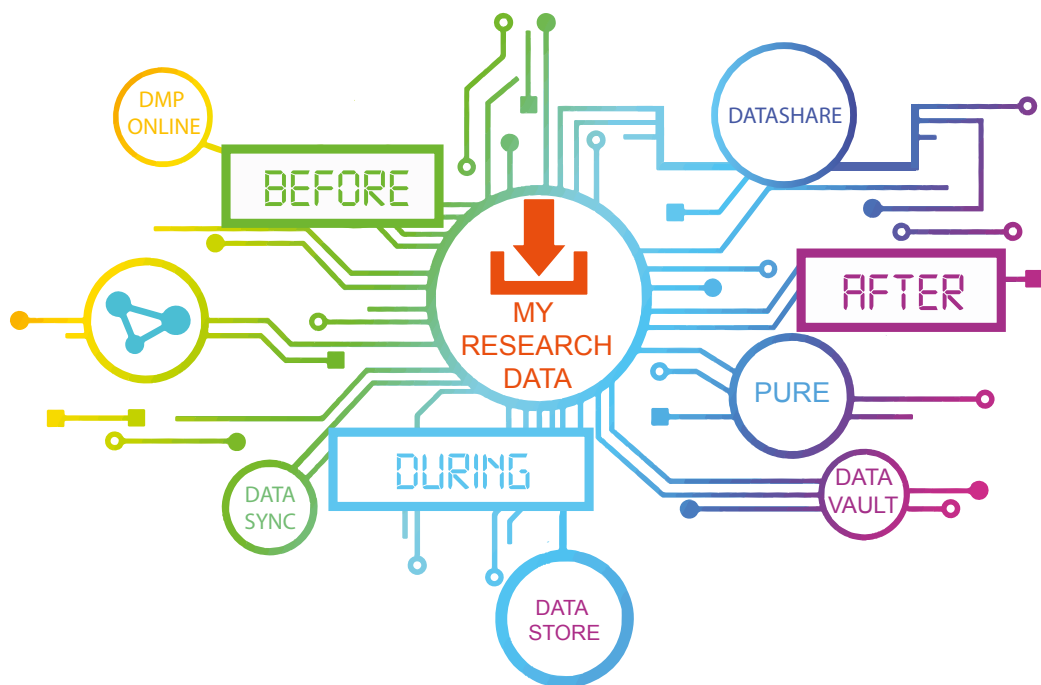 DMP
ONLINE
BEFORE
DATASHARE
MY
RESEARCH
DATA
AFTER
PURE
DURING
DATA
SYNC
DATA
VAULT
DATA
STORE